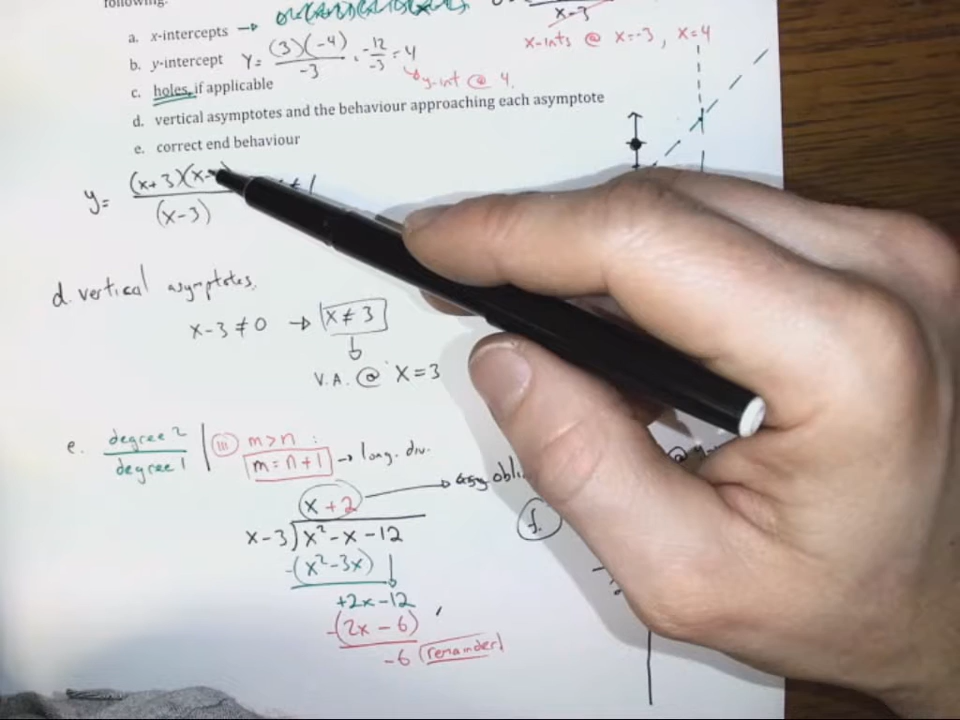 following:
a. x-intercepts →
x-3
x-ints @ x=-3, x=4
b. y-intercept Y= (3)(-4) / -3 = -12 / -3 = 4
y-int @ 4.
c. holes, if applicable
d. vertical asymptotes and the behaviour approaching each asymptote
e. correct end behaviour
y= (x+3)(x- / (x-3)
d. vertical asymptotes.
x-3≠0 → x≠3
V.A. @ x=3
e. degree 2 / degree 1 | (iii) m>n :
m=n+1 → long. div.
x+2 →
f.
x-3)x²-x-12
-(x²-3x)
+2x-12
-(2x-6)
-6 (remainder)